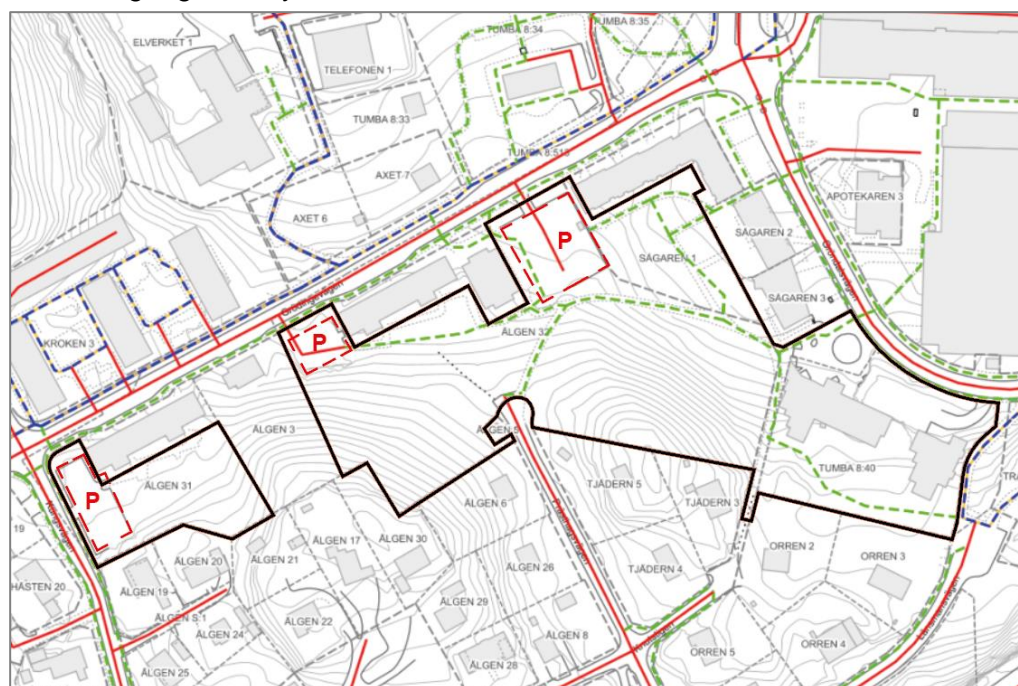 ELVERKET 1
TELEFONEN 1
TUMBA 8:34
TUMBA 8:35
TUMBA 8:33
TUMBA 8:513
AXET 7
AXET 6
APOTEKAREN 3
SÅGAREN 2
SÅGAREN 1
SÅGAREN 3
P
Grödingevägen
KROKEN 3
P
ÄLGEN 32
ÄLGEN 3
ÄLGEN 5
TUMBA 8:40
P
ÄLGEN 31
ÄLGEN 6
TJÄDERN 5
TJÄDERN 3
19
ÄLGEN 17
ÄLGEN 30
ÄLGEN 21
ÄLGEN 20
ORREN 2
ORREN 3
HÄSTEN 20
ÄLGEN 19
ÄLGEN 26
TJÄDERN 4
ÄLGEN S:1
ÄLGEN 29
ÄLGEN 22
ÄLGEN 24
ÄLGEN 8
ORREN 4
ORREN 5
ÄLGEN 25
ÄLGEN 28